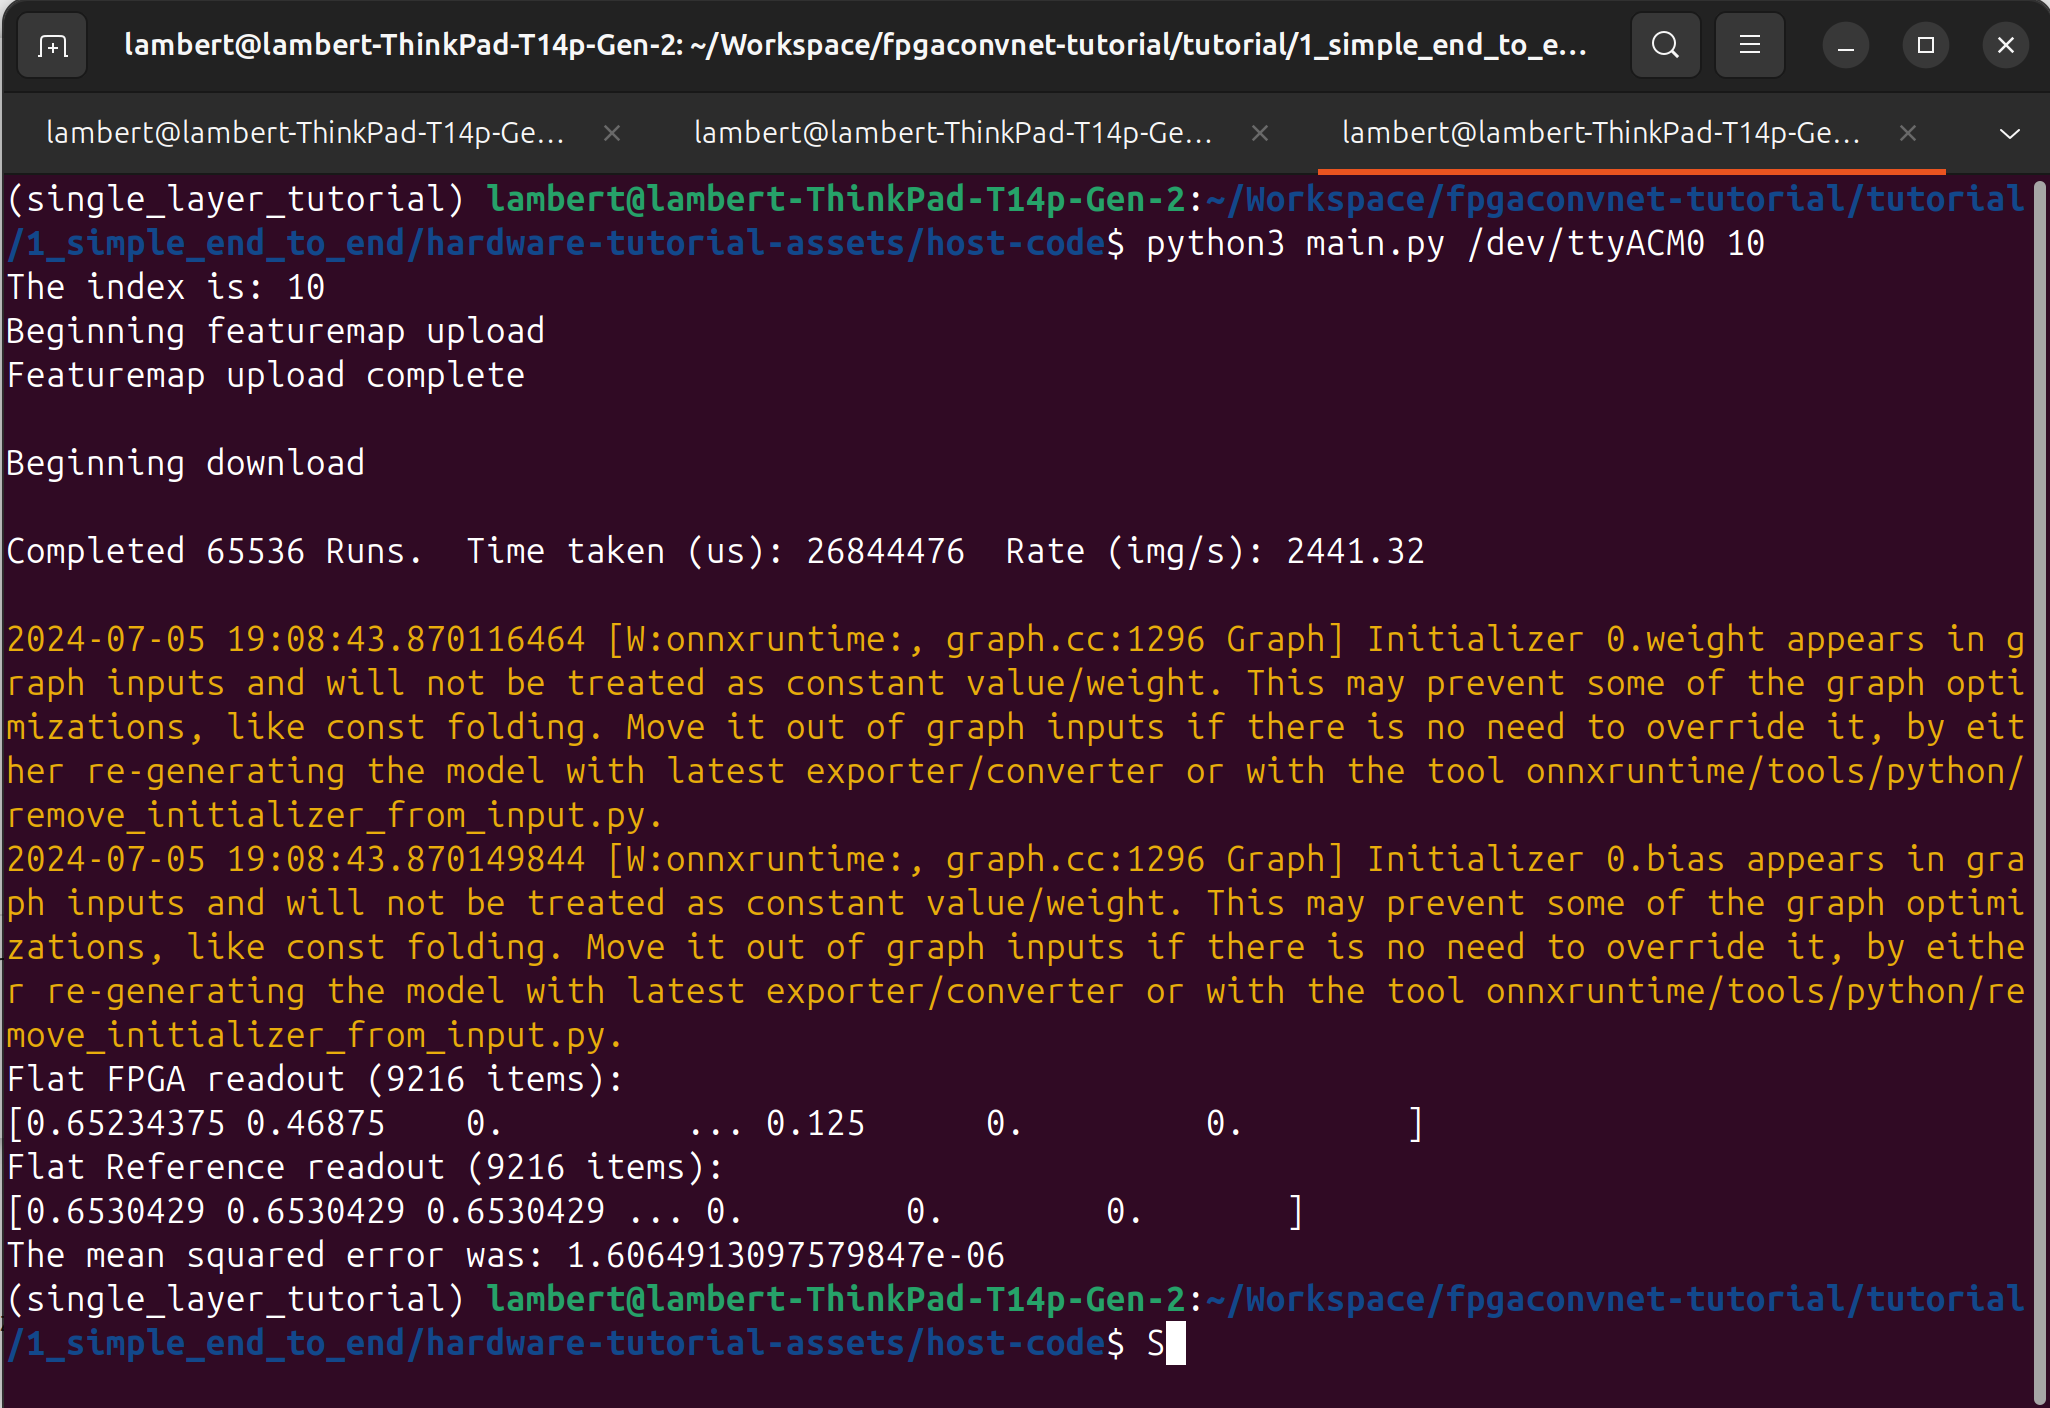 lambert@lambert-ThinkPad-T14p-Gen-2: ~/Workspace/fpgaconvnet-tutorial/tutorial/1_simple_end_to_e...
lambert@lambert-ThinkPad-T14p-Ge... lambert@lambert-ThinkPad-T14p-Ge... lambert@lambert-ThinkPad-T14p-Ge...
(single_layer_tutorial) lambert@lambert-ThinkPad-T14p-Gen-2:~/Workspace/fpgaconvnet-tutorial/tutorial
/1_simple_end_to_end/hardware-tutorial-assets/host-code$ python3 main.py /dev/ttyACM0 10
The index is: 10
Beginning featuremap upload
Featuremap upload complete
Beginning download
Completed 65536 Runs.  Time taken (us): 26844476  Rate (img/s): 2441.32
2024-07-05 19:08:43.870116464 [W:onnxruntime:, graph.cc:1296 Graph] Initializer 0.weight appears in g
raph inputs and will not be treated as constant value/weight. This may prevent some of the graph opti
mizations, like const folding. Move it out of graph inputs if there is no need to override it, by eit
her re-generating the model with latest exporter/converter or with the tool onnxruntime/tools/python/
remove_initializer_from_input.py.
2024-07-05 19:08:43.870149844 [W:onnxruntime:, graph.cc:1296 Graph] Initializer 0.bias appears in gra
ph inputs and will not be treated as constant value/weight. This may prevent some of the graph optimi
zations, like const folding. Move it out of graph inputs if there is no need to override it, by eithe
r re-generating the model with latest exporter/converter or with the tool onnxruntime/tools/python/re
move_initializer_from_input.py.
Flat FPGA readout (9216 items):
[0.65234375 0.46875    0.         ... 0.125      0.         0.        ]
Flat Reference readout (9216 items):
[0.6530429 0.6530429 0.6530429 ... 0.        0.        0.       ]
The mean squared error was: 1.6064913097579847e-06
(single_layer_tutorial) lambert@lambert-ThinkPad-T14p-Gen-2:~/Workspace/fpgaconvnet-tutorial/tutorial
/1_simple_end_to_end/hardware-tutorial-assets/host-code$ S